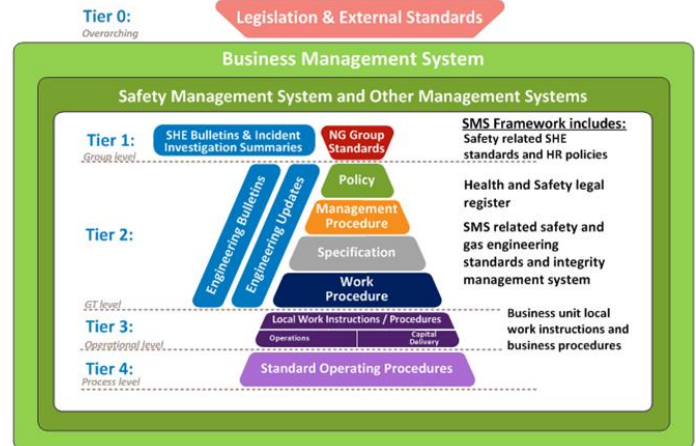 Tier 0:
Overarching
Legislation & External Standards
Business Management System
Safety Management System and Other Management Systems
Tier 1:
Group level
SHE Bulletins & Incident
Investigation Summaries
NG Group
Standards
SMS Framework includes:
Safety related SHE
standards and HR policies
Tier 2:
GT level
Engineering Bulletins
Engineering Updates
Policy
Management
Procedure
Specification
Work
Procedure
Health and Safety legal
register
SMS related safety and
gas engineering
standards and integrity
management system
Tier 3:
Operational level
Local Work Instructions / Procedures
Operations
Capital
Delivery
Business unit local
work instructions and
business procedures
Tier 4:
Process level
Standard Operating Procedures